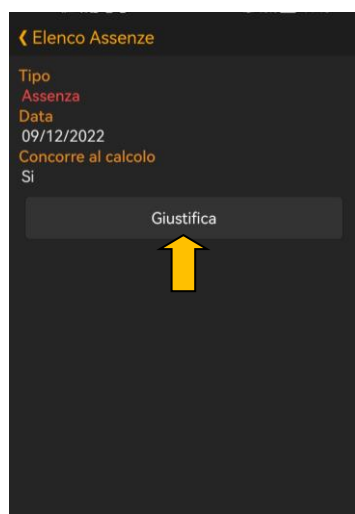 Elenco Assenze
Tipo
Assenza
Data
09/12/2022
Concorre al calcolo
Si
Giustifica